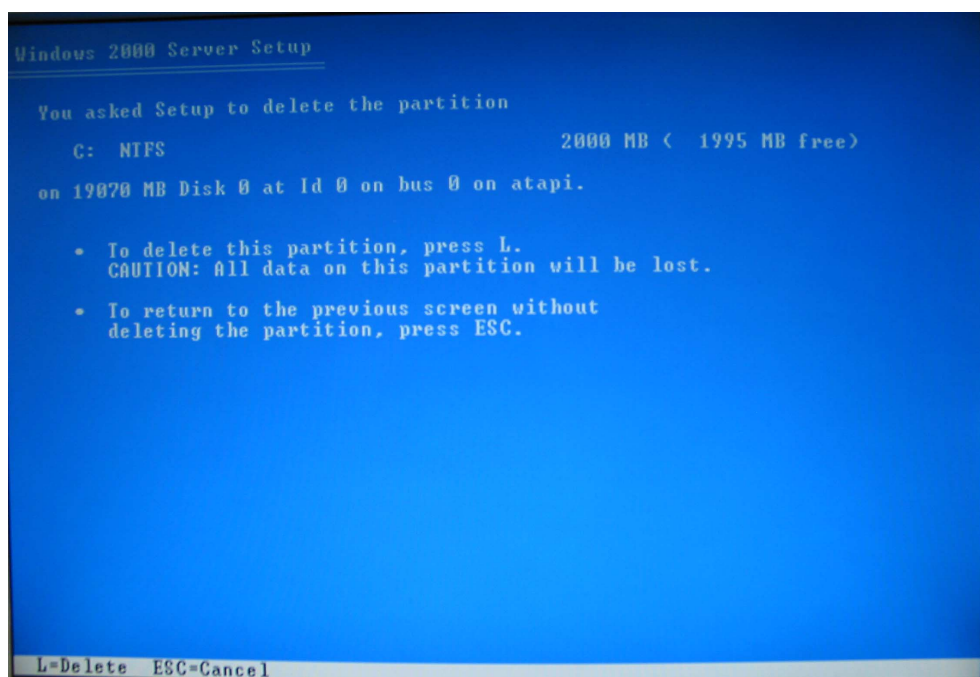 Windows 2000 Server Setup
You asked Setup to delete the partition
C: NTFS 2000 MB ( 1995 MB free)
on 19070 MB Disk 0 at Id 0 on bus 0 on atapi.
• To delete this partition, press L.
CAUTION: All data on this partition will be lost.
• To return to the previous screen without
deleting the partition, press ESC.
L=Delete ESC=Cancel